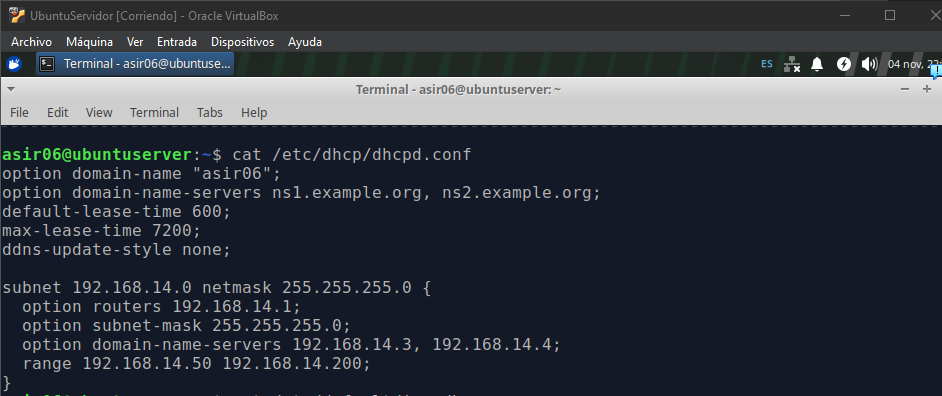 UbuntuServidor [Corriendo] - Oracle VirtualBox
Archivo Máquina Ver Entrada Dispositivos Ayuda
Terminal - asir06@ubuntuse... ES 04 nov, 22:
Terminal - asir06@ubuntuserver: ~
File Edit View Terminal Tabs Help
asir06@ubuntuserver:~$ cat /etc/dhcp/dhcpd.conf
option domain-name "asir06";
option domain-name-servers ns1.example.org, ns2.example.org;
default-lease-time 600;
max-lease-time 7200;
ddns-update-style none;
subnet 192.168.14.0 netmask 255.255.255.0 {
option routers 192.168.14.1;
option subnet-mask 255.255.255.0;
option domain-name-servers 192.168.14.3, 192.168.14.4;
range 192.168.14.50 192.168.14.200;
}